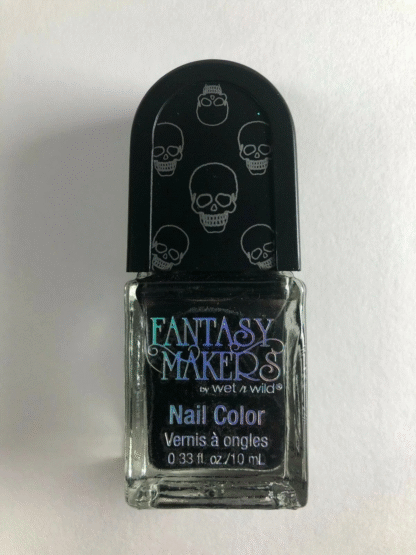 FANTASY
MAKERS
by wet n wild®
Nail Color
Vernis à ongles
0.33 fl. oz./10 mL